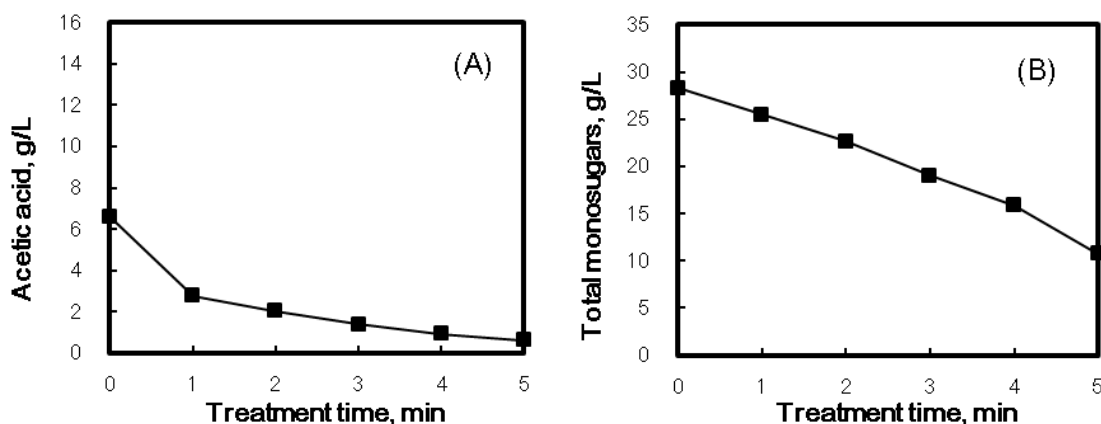 (A)
Acetic acid, g/L
16
14
12
10
8
6
4
2
0
0 1 2 3 4 5
Treatment time, min
(B)
Total monosugars, g/L
35
30
25
20
15
10
5
0
0 1 2 3 4 5
Treatment time, min